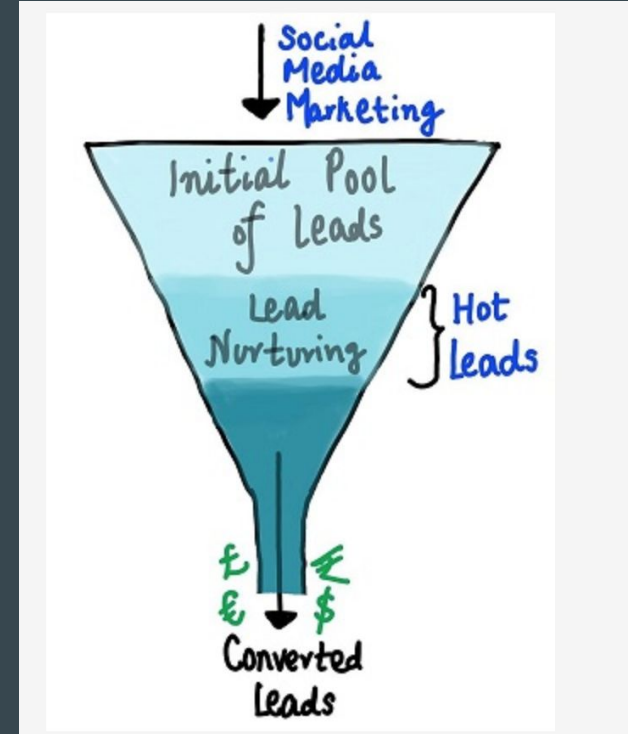 Social
Media
Marketing
Initial Pool
of Leads
Lead
Nurturing
Hot
Leads
£ ₹
€ $
Converted
Leads